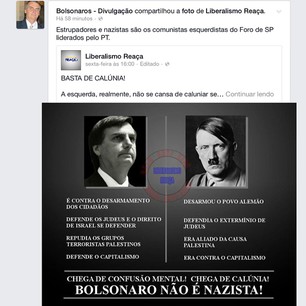 Bolsonaros - Divulgação compartilhou a foto de Liberalismo Reaça.
Há 58 minutos
Estrupadores e nazistas são os comunistas esquerdistas do Foro de SP
liderados pelo PT.
Liberalismo Reaça
sexta-feira às 16:00 · Editado
BASTA DE CALÚNIA!
A esquerda, realmente, não se cansa de caluniar se… Continuar lendo
É CONTRA O DESARMAMENTO
DOS CIDADÃOS
DEFENDE OS JUDEUS E O DIREITO
DE ISRAEL SE DEFENDER
REPUDIA OS GRUPOS
TERRORISTAS PALESTINOS
DEFENDE O CAPITALISMO
DESARMOU O POVO ALEMÃO
DEFENDIA O EXTERMÍNIO DE
JUDEUS
ERA ALIADO DA CAUSA
PALESTINA
ERA CONTRA O CAPITALISMO
CHEGA DE CONFUSÃO MENTAL! CHEGA DE CALÚNIA!
BOLSONARO NÃO É NAZISTA!